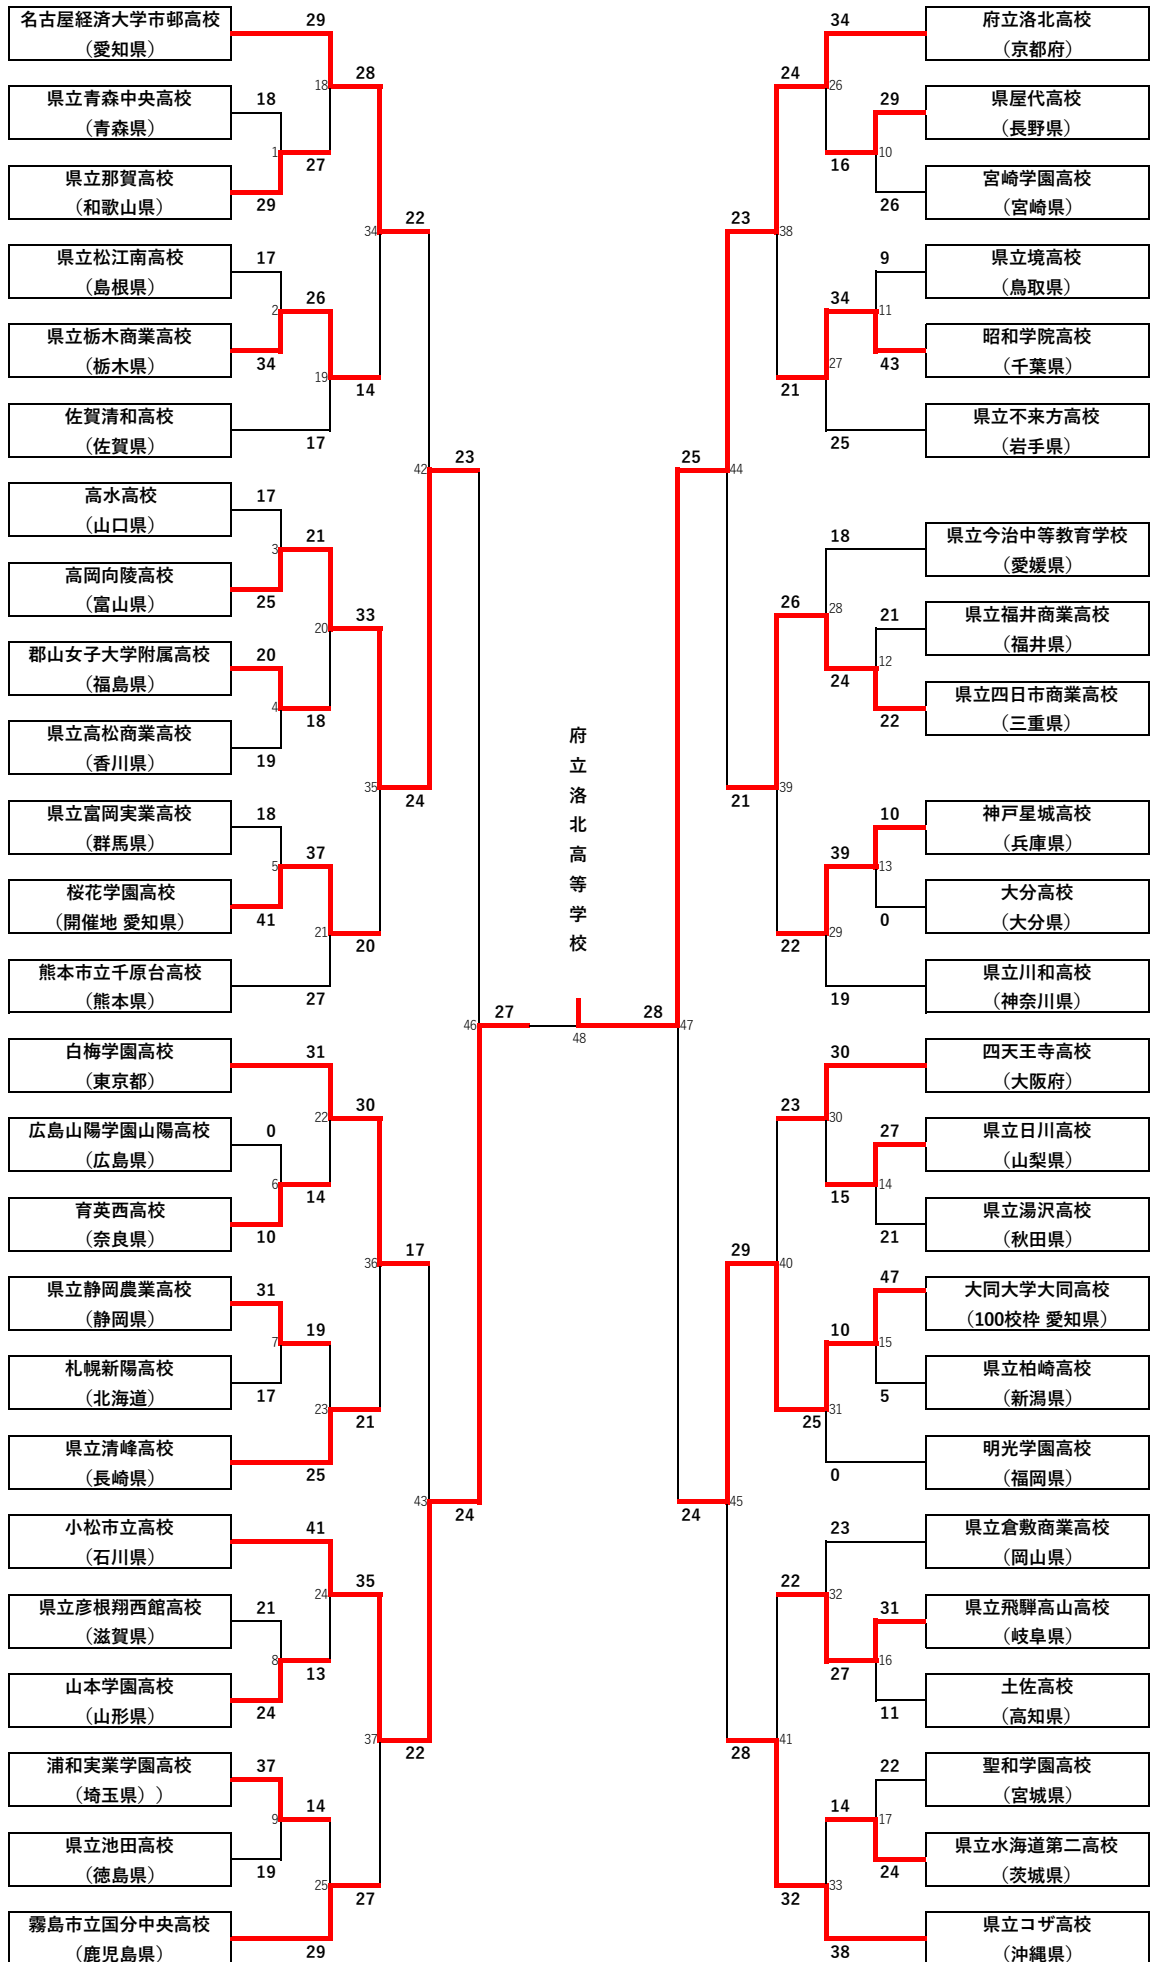 名古屋経済大学市邨高校
（愛知県）
県立青森中央高校
（青森県）
県立那賀高校
（和歌山県）
県立松江南高校
（島根県）
県立栃木商業高校
（栃木県）
佐賀清和高校
（佐賀県）
高水高校
（山口県）
高岡向陵高校
（富山県）
郡山女子大学附属高校
（福島県）
県立高松商業高校
（香川県）
県立富岡実業高校
（群馬県）
桜花学園高校
（開催地 愛知県）
熊本市立千原台高校
（熊本県）
白梅学園高校
（東京都）
広島山陽学園山陽高校
（広島県）
育英西高校
（奈良県）
県立静岡農業高校
（静岡県）
札幌新陽高校
（北海道）
県立清峰高校
（長崎県）
小松市立高校
（石川県）
県立彦根翔西館高校
（滋賀県）
山本学園高校
（山形県）
浦和実業学園高校
（埼玉県））
県立池田高校
（徳島県）
霧島市立国分中央高校
（鹿児島県）
29
18
1
29
18
27
17
2
34
26
19
17
28
34
14
17
3
25
21
20
20
4
19
18
18
5
41
37
21
27
33
35
20
22
42
24
31
0
6
10
22
14
31
7
17
19
23
25
30
36
21
41
21
8
24
24
13
37
9
19
14
25
29
35
37
27
17
43
22
23
46
24
27
府立洛北高等学校
48
28
25
47
24
23
44
21
29
45
28
24
38
21
26
39
22
23
40
25
22
41
32
34
26
16
29
10
26
34
27
25
9
11
43
18
28
24
21
12
22
39
29
19
10
13
0
30
30
15
27
14
21
10
31
0
47
15
5
23
32
27
31
16
11
14
33
38
22
17
24
府立洛北高校
（京都府）
県屋代高校
（長野県）
宮崎学園高校
（宮崎県）
県立境高校
（鳥取県）
昭和学院高校
（千葉県）
県立不来方高校
（岩手県）
県立今治中等教育学校
（愛媛県）
県立福井商業高校
（福井県）
県立四日市商業高校
（三重県）
神戸星城高校
（兵庫県）
大分高校
（大分県）
県立川和高校
（神奈川県）
四天王寺高校
（大阪府）
県立日川高校
（山梨県）
県立湯沢高校
（秋田県）
大同大学大同高校
（100校枠 愛知県）
県立柏崎高校
（新潟県）
明光学園高校
（福岡県）
県立倉敷商業高校
（岡山県）
県立飛騨高山高校
（岐阜県）
土佐高校
（高知県）
聖和学園高校
（宮城県）
県立水海道第二高校
（茨城県）
県立コザ高校
（沖縄県）